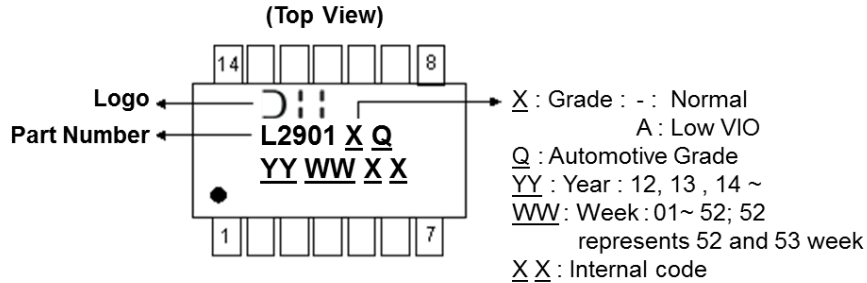 (Top View)
14 8
Logo
Part Number
L2901 X Q
YY WW X X
1 7
X : Grade : - : Normal
A : Low VIO
Q : Automotive Grade
YY : Year : 12, 13 , 14 ~
WW : Week : 01~ 52; 52
represents 52 and 53 week
X X : Internal code